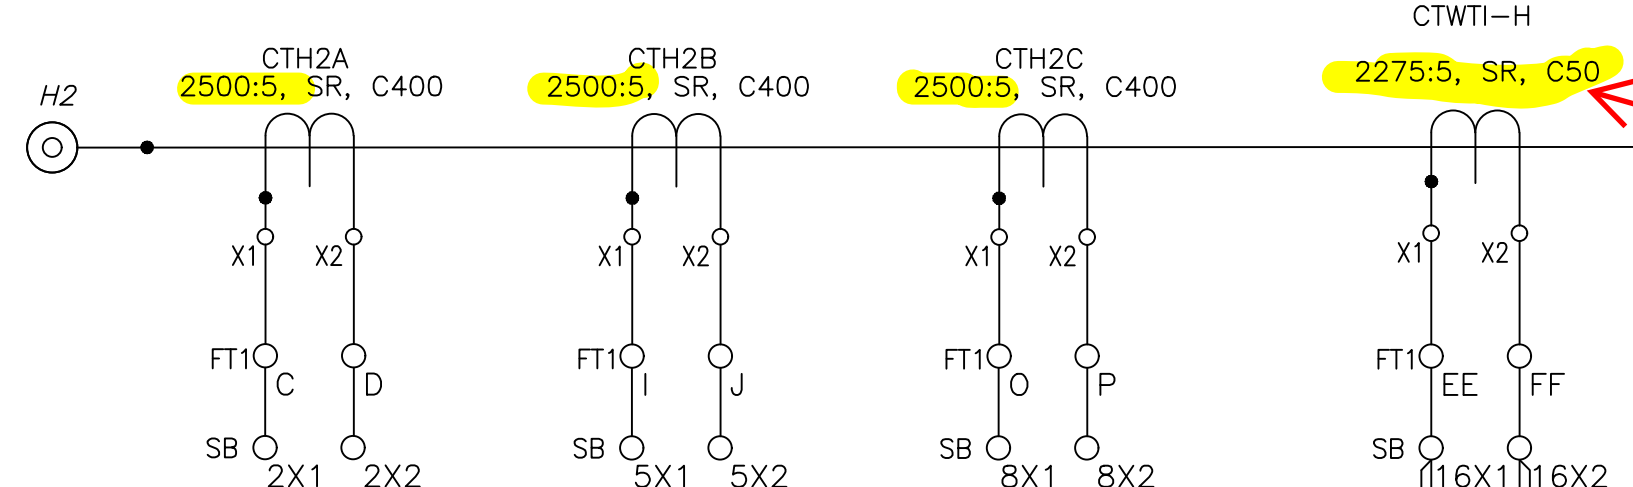 CTWTI-H
CTH2A CTH2B CTH2C
2275:5, SR, C50
2500:5, SR, C400 2500:5, SR, C400 2500:5, SR, C400
H2
X1 X2 X1 X2 X1 X2 X1 X2
FT1 FT1 FT1 FT1
C D I J O P EE FF
SB SB SB SB
2X1 2X2 5X1 5X2 8X1 8X2 16X1 16X2